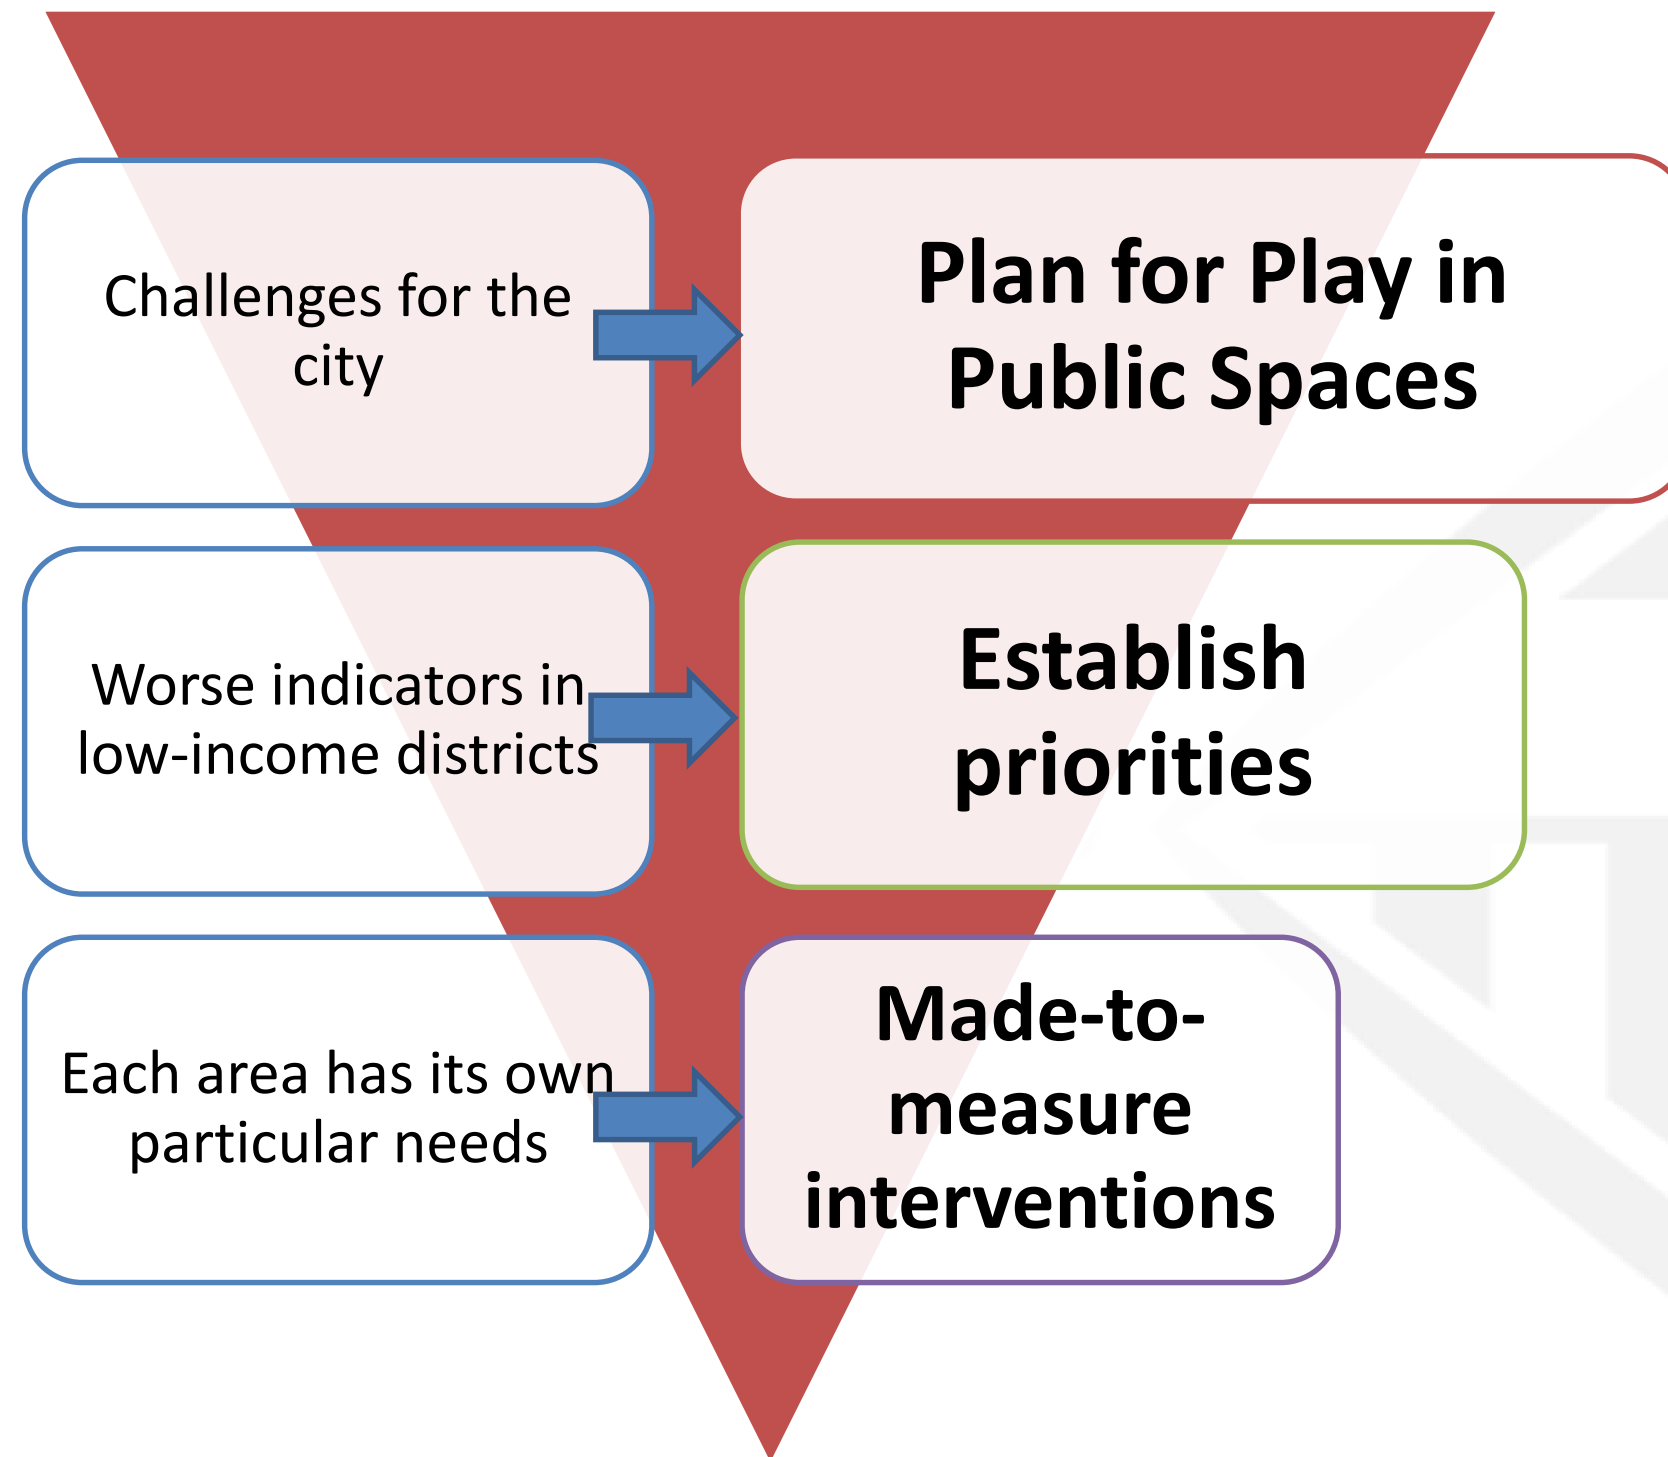 Challenges for the
city
Plan for Play in
Public Spaces
Worse indicators in
low-income districts
Establish
priorities
Each area has its own
particular needs
Made-to-
measure
interventions